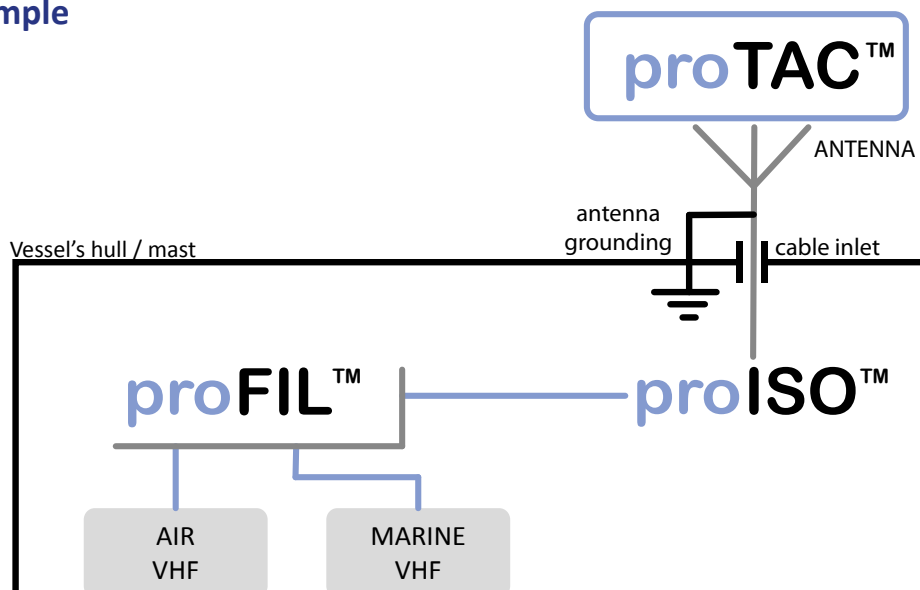 mple
proTAC™
ANTENNA
antenna
grounding
Vessel's hull / mast
cable inlet
proFIL™
proISO™
AIR
VHF
MARINE
VHF